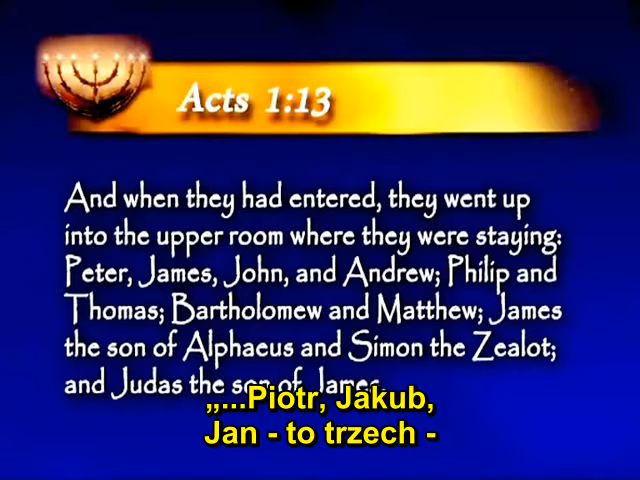 Acts 1:13
And when they had entered, they went up
into the upper room where they were staying:
Peter, James, John, and Andrew; Philip and
Thomas; Bartholomew and Matthew; James
the son of Alphaeus and Simon the Zealot;
and Judas the son of James.
„...Piotr, Jakub,
Jan - to trzech -